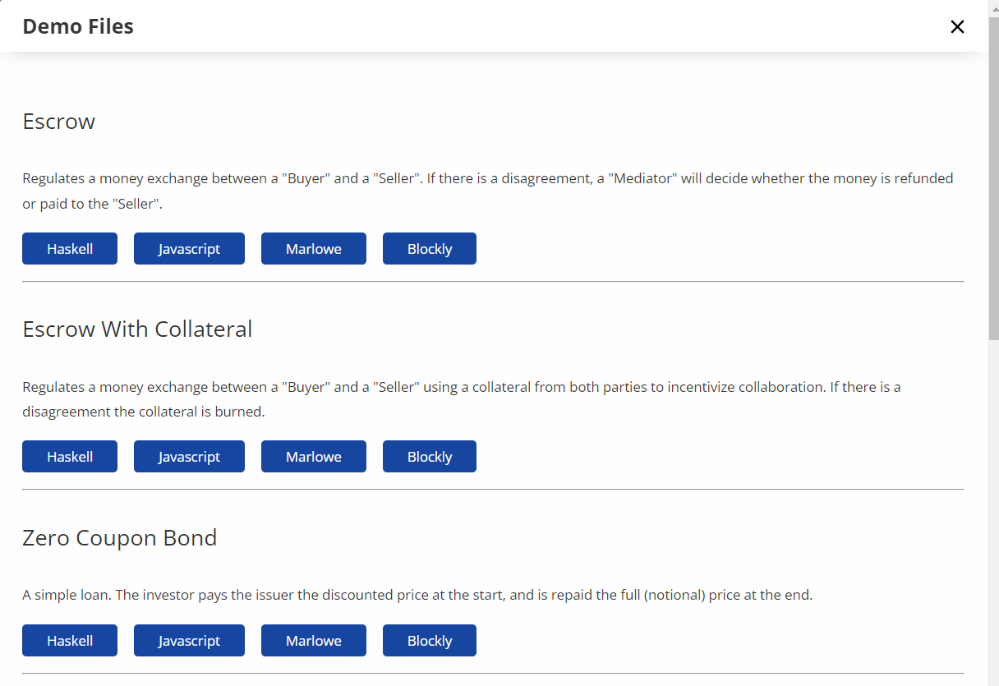 Demo Files
Escrow
Regulates a money exchange between a "Buyer" and a "Seller". If there is a disagreement, a "Mediator" will decide whether the money is refunded
or paid to the "Seller".
Haskell Javascript Marlowe Blockly
Escrow With Collateral
Regulates a money exchange between a "Buyer" and a "Seller" using a collateral from both parties to incentivize collaboration. If there is a
disagreement the collateral is burned.
Haskell Javascript Marlowe Blockly
Zero Coupon Bond
A simple loan. The investor pays the issuer the discounted price at the start, and is repaid the full (notional) price at the end.
Haskell Javascript Marlowe Blockly